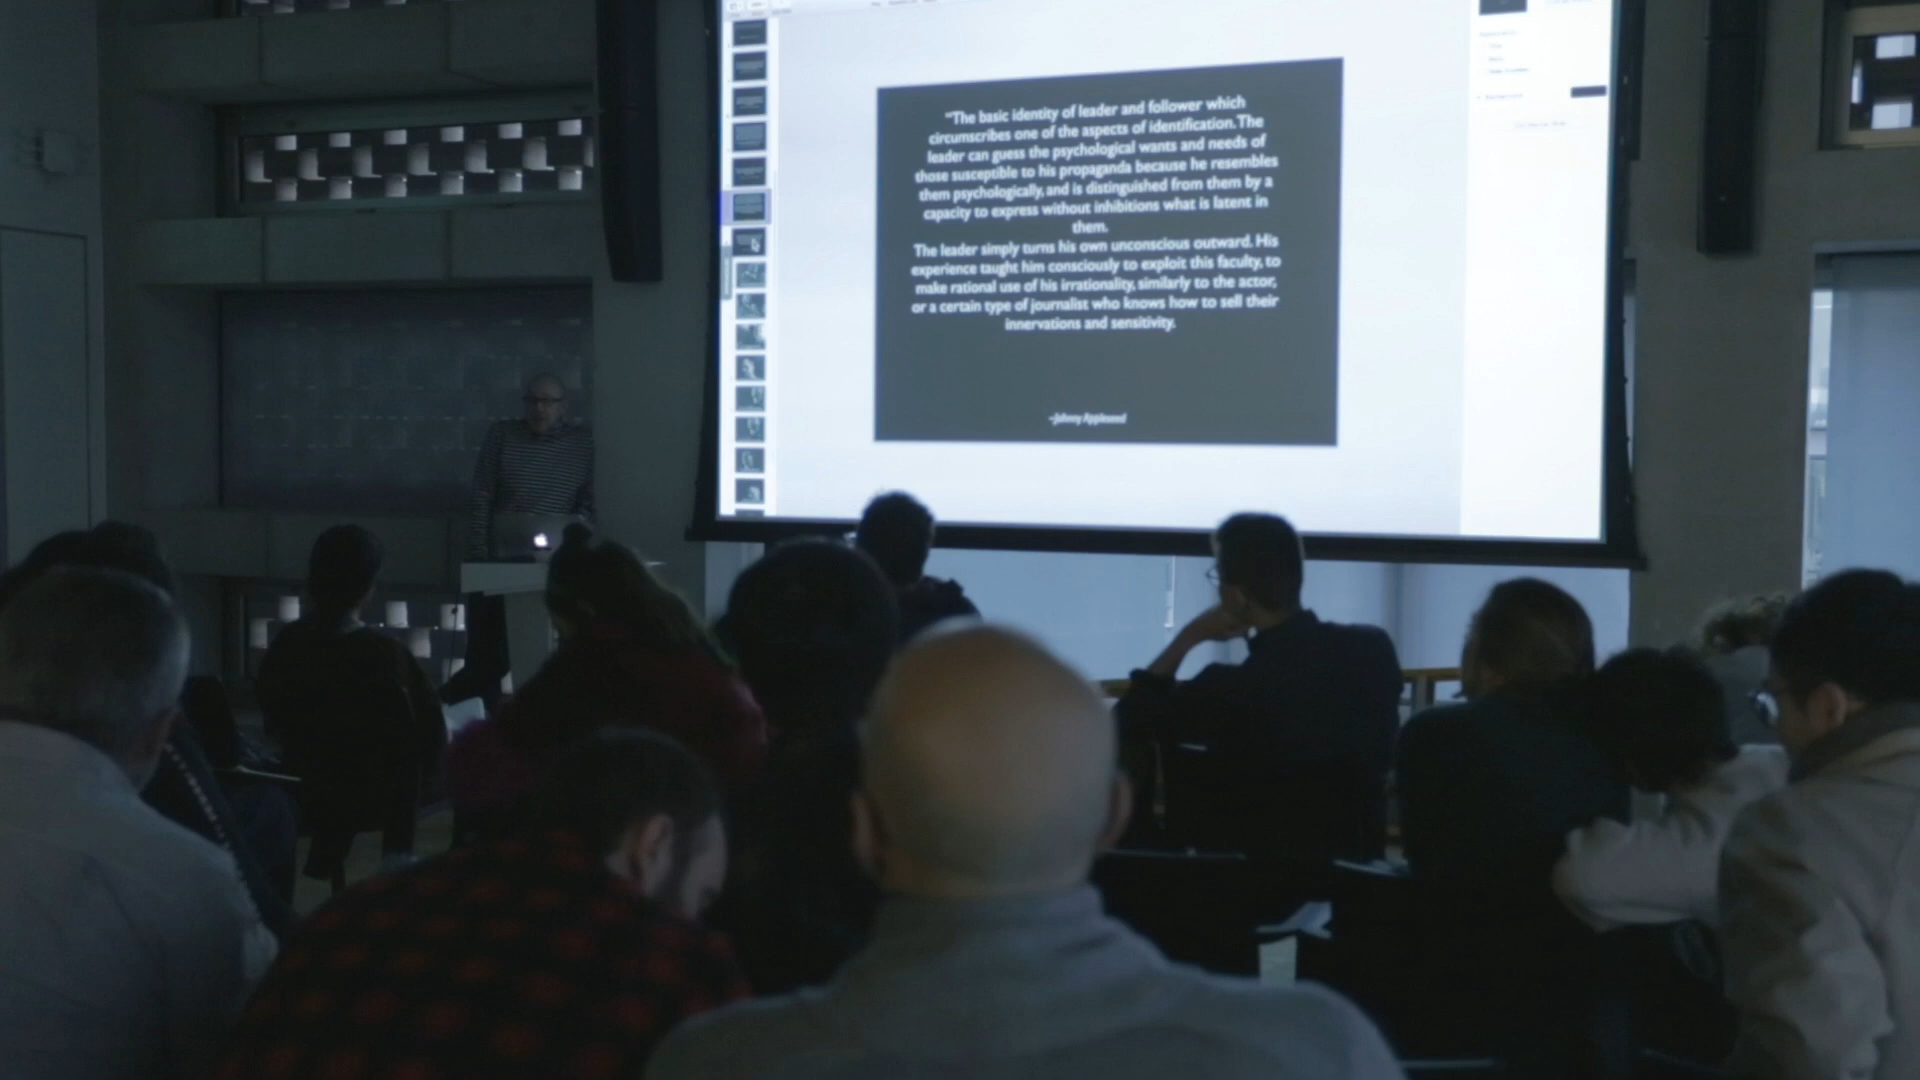 "The basic identity of leader and follower which
circumscribes one of the aspects of identification. The
leader can guess the psychological wants and needs of
those susceptible to his propaganda because he resembles
them psychologically, and is distinguished from them by a
capacity to express without inhibitions what is latent in
them.
The leader simply turns his own unconscious outward. His
experience taught him consciously to exploit this faculty, to
make rational use of his irrationality, similarly to the actor,
or a certain type of journalist who knows how to sell their
innervations and sensitivity.
–Johnny Appleseed